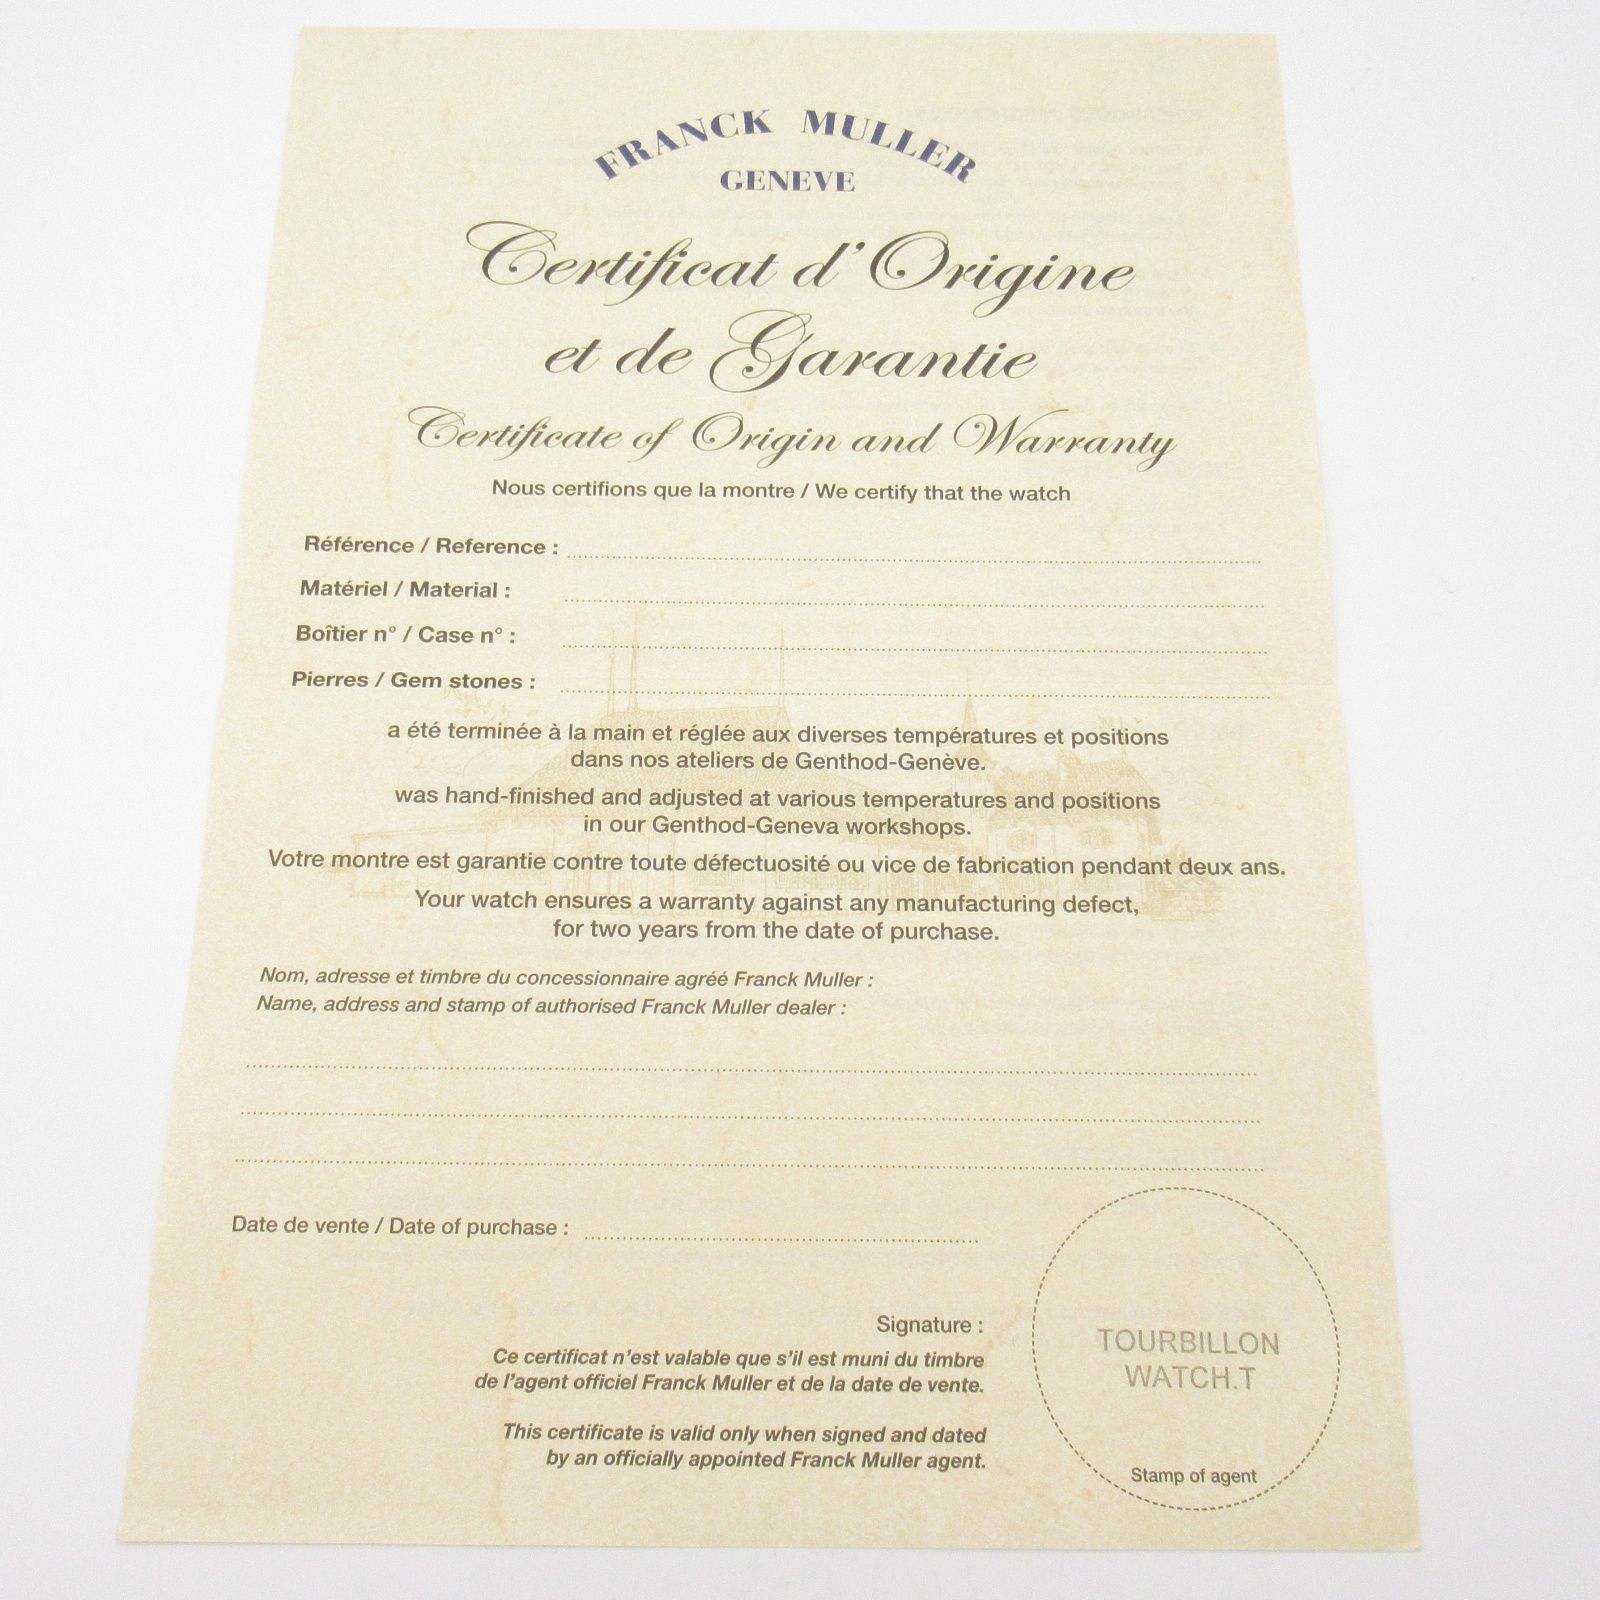 FRANCK MULLER
GENEVE
Certificat d'Origine
et de Garantie
Certificate of Origin and Warranty
Nous certifions que la montre / We certify that the watch
Référence / Reference :
Matériel / Material :
Boîtier n° / Case n° :
Pierres / Gem stones :
a été terminée à la main et réglée aux diverses températures et positions
dans nos ateliers de Genthod-Genève.
was hand-finished and adjusted at various temperatures and positions
in our Genthod-Geneva workshops.
Votre montre est garantie contre toute défectuosité ou vice de fabrication pendant deux ans.
Your watch ensures a warranty against any manufacturing defect,
for two years from the date of purchase.
Nom, adresse et timbre du concessionnaire agréé Franck Muller :
Name, address and stamp of authorised Franck Muller dealer :
Date de vente / Date of purchase :
Signature :
Ce certificat n'est valable que s'il est muni du timbre
de l'agent officiel Franck Muller et de la date de vente.
This certificate is valid only when signed and dated
by an officially appointed Franck Muller agent.
TOURBILLON
WATCH.T
Stamp of agent